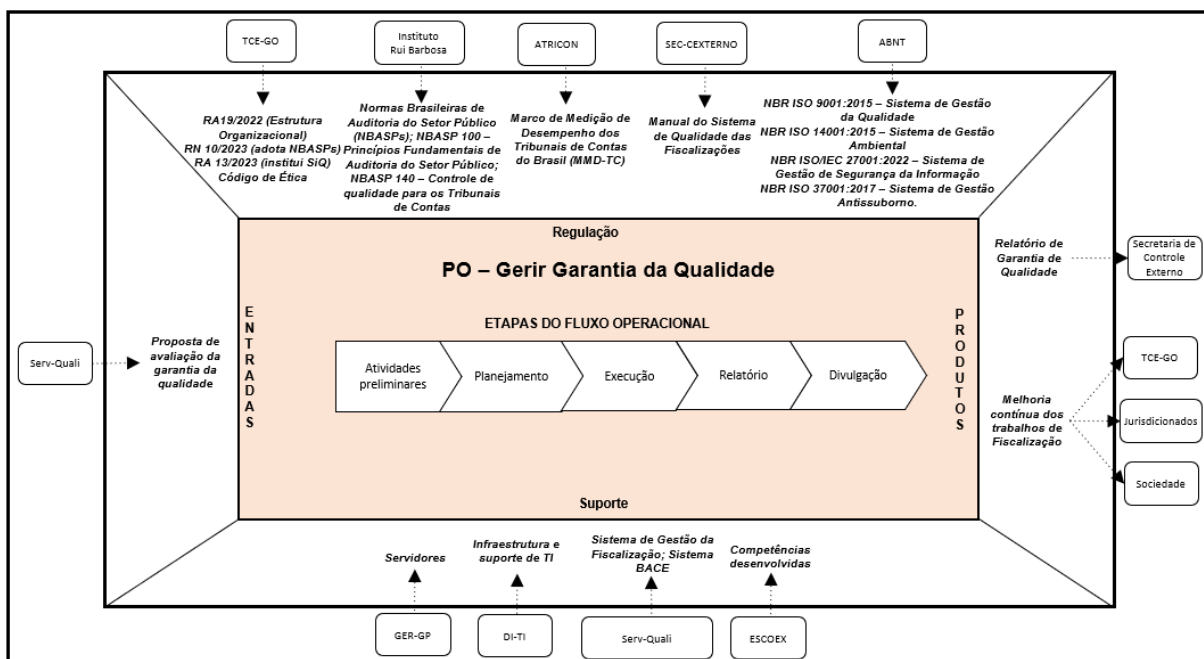 TCE-GO
Instituto
Rui Barbosa
ATRICON
SEC-CEXTERNO
ABNT
RA19/2022 (Estrutura
Organizacional)
RN 10/2023 (adota NBASPs)
RA 13/2023 (institui SiQ)
Código de Ética
Normas Brasileiras de
Auditoria do Setor Público
(NBASPs); NBASP 100 –
Princípios Fundamentais de
Auditoria do Setor Público;
NBASP 140 – Controle de
qualidade para os Tribunais
de Contas
Marco de Medição de
Desempenho dos
Tribunais de Contas
do Brasil (MMD-TC)
Manual do Sistema
de Qualidade das
Fiscalizações
NBR ISO 9001:2015 – Sistema de Gestão
da Qualidade
NBR ISO 14001:2015 – Sistema de Gestão
Ambiental
NBR ISO/IEC 27001:2022 – Sistema de
Gestão de Segurança da Informação
NBR ISO 37001:2017 – Sistema de Gestão
Antissuborno.
Regulação
PO – Gerir Garantia da Qualidade
ETAPAS DO FLUXO OPERACIONAL
Serv-Quali
Proposta de
avaliação da
garantia da
qualidade
ENTRADAS
Atividades
preliminares
Planejamento
Execução
Relatório
Divulgação
PRODUTOS
Relatório de
Garantia de
Qualidade
Secretaria de
Controle
Externo
Melhoria
contínua dos
trabalhos de
Fiscalização
TCE-GO
Jurisdicionados
Sociedade
Suporte
Servidores
Infraestrutura e
suporte de TI
Sistema de Gestão da
Fiscalização; Sistema
BACE
Competências
desenvolvidas
GER-GP
DI-TI
Serv-Quali
ESCOEX